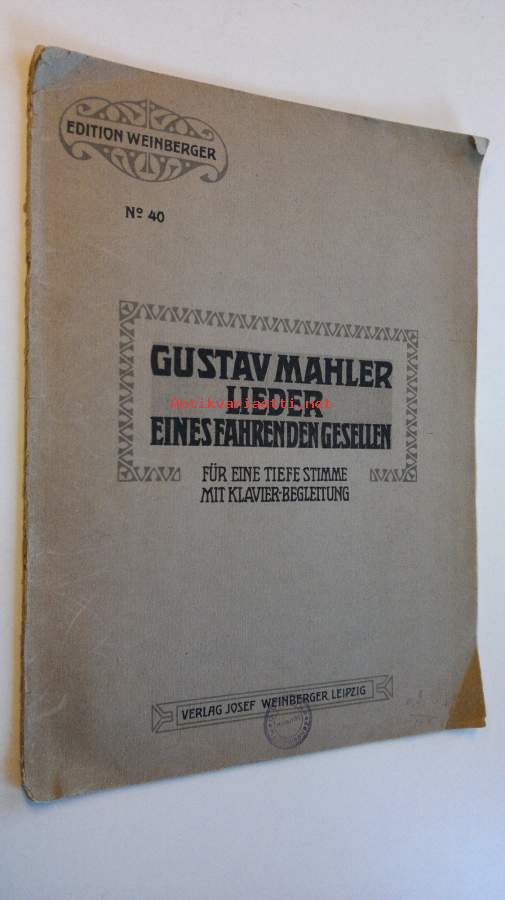 EDITION WEINBERGER
Nº 40
GUSTAV MAHLER
LIEDER
Antikvariaatti.net
EINES FAHRENDEN GESELLEN
FÜR EINE TIEFE STIMME
MIT KLAVIER-BEGLEITUNG
VERLAG JOSEF WEINBERGER LEIPZIG